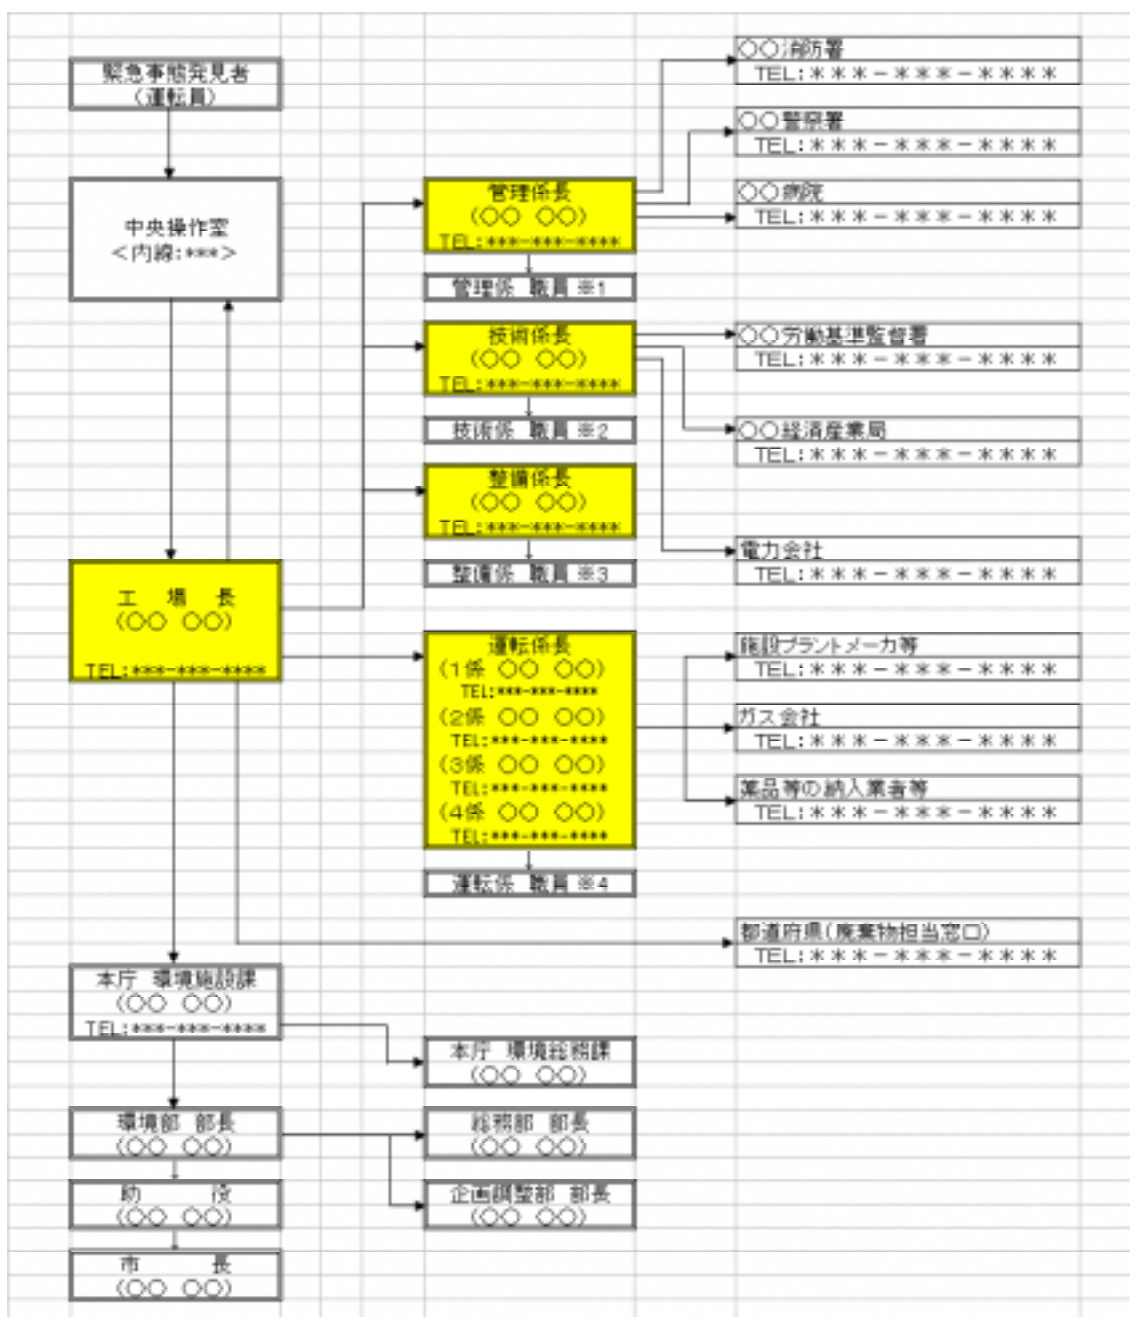 緊急事態発見者
(運転員)
中央操作室
<内線:***>
工 場 長
(○○ ○○)
TEL:***-***-****
本庁 環境施設課
(○○ ○○)
TEL:***-***-****
環境部 部長
(○○ ○○)
助 役
(○○ ○○)
市 長
(○○ ○○)
管理係長
(○○ ○○)
TEL:***-***-****
管理係 職員 ※1
技術係長
(○○ ○○)
TEL:***-***-****
技術係 職員 ※2
整備係長
(○○ ○○)
TEL:***-***-****
整備係 職員 ※3
運転係長
(1係 ○○ ○○)
TEL:***-***-****
(2係 ○○ ○○)
TEL:***-***-****
(3係 ○○ ○○)
TEL:***-***-****
(4係 ○○ ○○)
TEL:***-***-****
運転係 職員 ※4
本庁 環境総務課
(○○ ○○)
総務部 部長
(○○ ○○)
企画調整部 部長
(○○ ○○)
○○消防署
TEL:***-***-****
○○警察署
TEL:***-***-****
○○病院
TEL:***-***-****
○○労働基準監督署
TEL:***-***-****
○○経済産業局
TEL:***-***-****
電力会社
TEL:***-***-****
施設プラントメーカ等
TEL:***-***-****
ガス会社
TEL:***-***-****
薬品等の納入業者等
TEL:***-***-****
都道府県(廃棄物担当窓口)
TEL:***-***-****